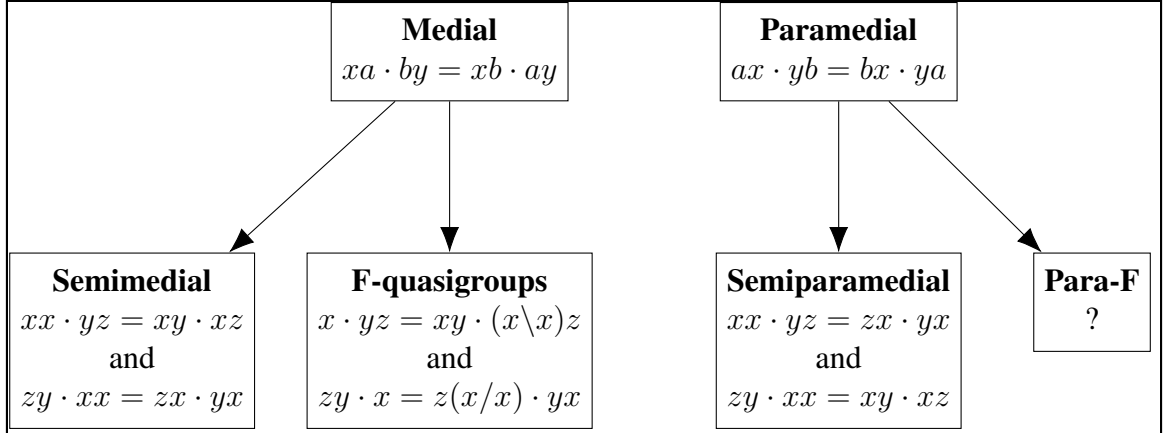 Medial
xa · by = xb · ay
Paramedial
ax · yb = bx · ya
Semimedial
xx · yz = xy · xz
and
zy · xx = zx · yx
F-quasigroups
x · yz = xy · (x\x)z
and
zy · x = z(x/x) · yx
Semiparamedial
xx · yz = zx · yx
and
zy · xx = xy · xz
Para-F
?